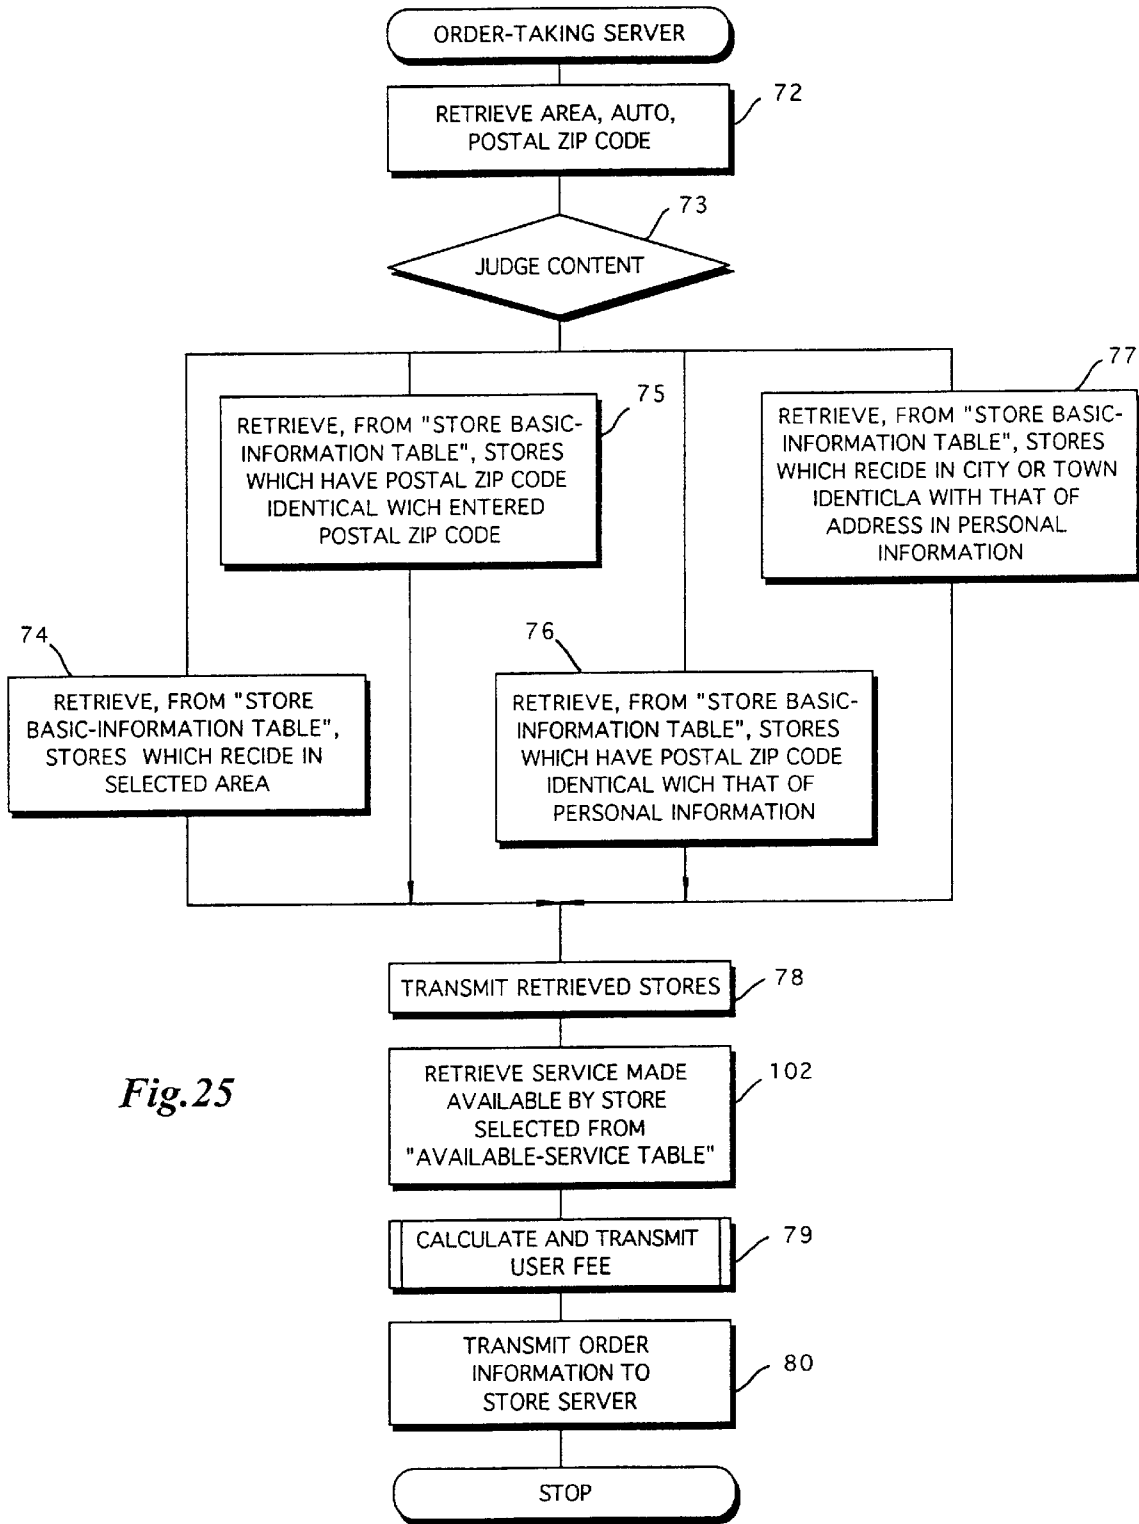 ORDER-TAKING SERVER
72
RETRIEVE AREA, AUTO,
POSTAL ZIP CODE
73
JUDGE CONTENT
75
RETRIEVE, FROM "STORE BASIC-
INFORMATION TABLE", STORES
WHICH HAVE POSTAL ZIP CODE
IDENTICAL WICH ENTERED
POSTAL ZIP CODE
77
RETRIEVE, FROM "STORE BASIC-
INFORMATION TABLE", STORES
WHICH RECIDE IN CITY OR TOWN
IDENTICLA WITH THAT OF
ADDRESS IN PERSONAL
INFORMATION
74
RETRIEVE, FROM "STORE
BASIC-INFORMATION TABLE",
STORES WHICH RECIDE IN
SELECTED AREA
76
RETRIEVE, FROM "STORE BASIC-
INFORMATION TABLE", STORES
WHICH HAVE POSTAL ZIP CODE
IDENTICAL WICH THAT OF
PERSONAL INFORMATION
TRANSMIT RETRIEVED STORES
78
Fig.25
RETRIEVE SERVICE MADE
AVAILABLE BY STORE
SELECTED FROM
"AVAILABLE-SERVICE TABLE"
102
CALCULATE AND TRANSMIT
USER FEE
79
TRANSMIT ORDER
INFORMATION TO
STORE SERVER
80
STOP